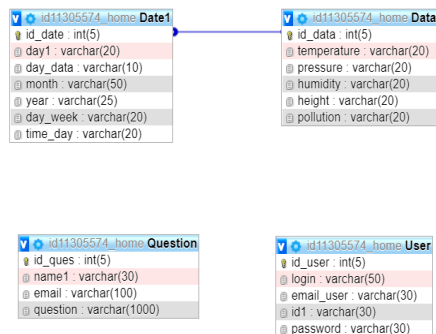 id11305574_home Date1
id_date : int(5)
day1 : varchar(20)
day_data : varchar(10)
month : varchar(50)
year : varchar(25)
day_week : varchar(20)
time_day : varchar(20)
id11305574_home Data
id_data : int(5)
temperature : varchar(20)
pressure : varchar(20)
humidity : varchar(20)
height : varchar(20)
pollution : varchar(20)
id11305574_home Question
id_ques : int(5)
name1 : varchar(30)
email : varchar(100)
question : varchar(1000)
id11305574_home User
id_user : int(5)
login : varchar(50)
email_user : varchar(30)
id1 : varchar(30)
password : varchar(30)